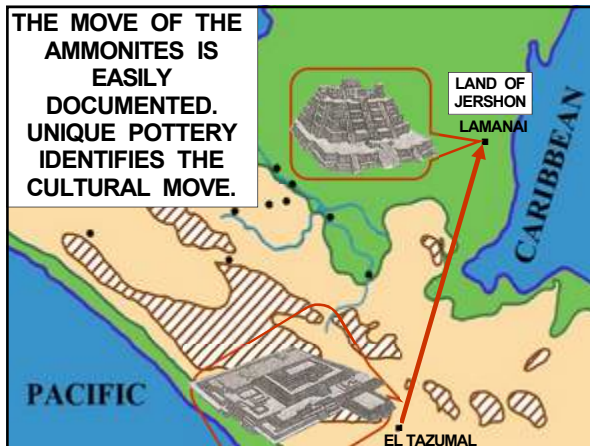 THE MOVE OF THE
AMMONITES IS
EASILY
DOCUMENTED.
UNIQUE POTTERY
IDENTIFIES THE
CULTURAL MOVE.
LAND OF
JERSHON
LAMANAI
CARIBBEAN
PACIFIC
EL TAZUMAL